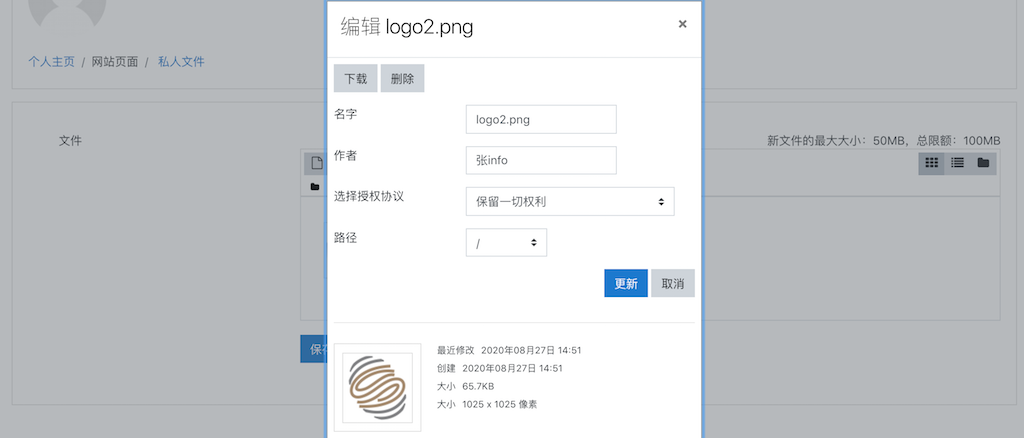 编辑 logo2.png
×
个人主页 / 网站页面 / 私人文件
下载 删除
名字 logo2.png
文件
新文件的最大大小：50MB，总限额：100MB
作者 张info
选择授权协议 保留一切权利
路径 /
更新 取消
保存
最近修改 2020年08月27日 14:51
创建 2020年08月27日 14:51
大小 65.7KB
大小 1025 x 1025 像素